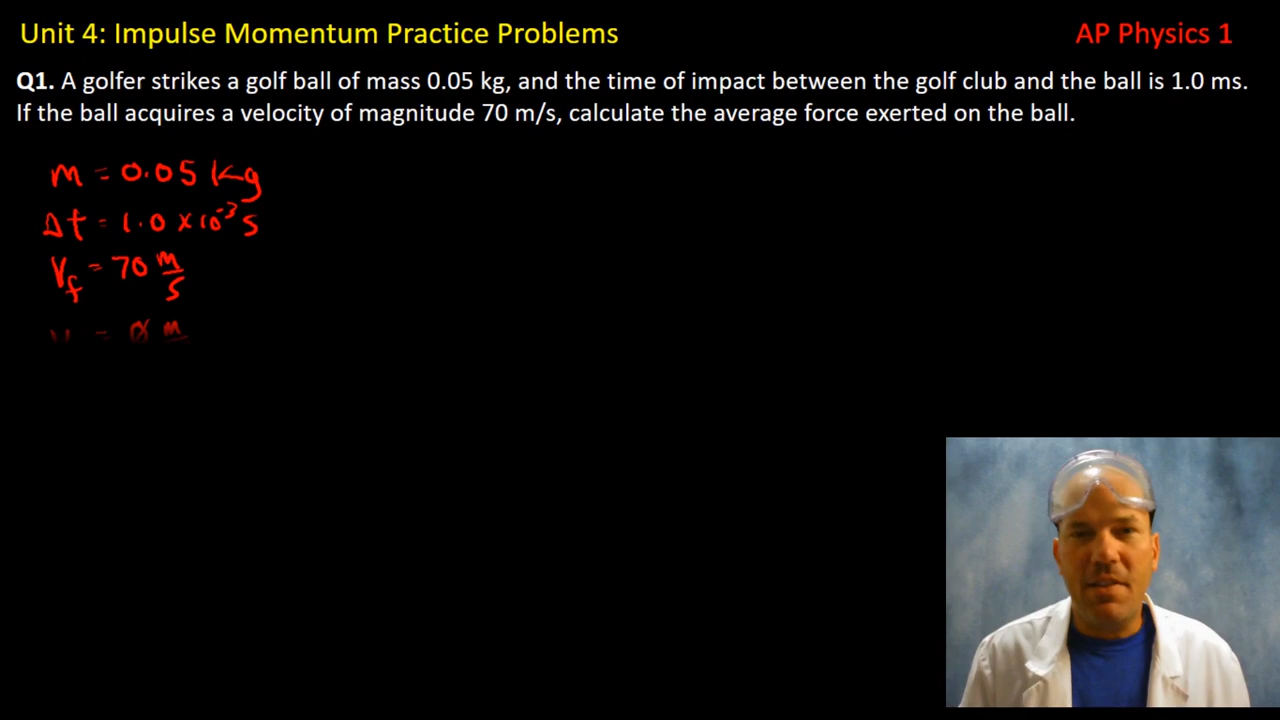 Unit 4: Impulse Momentum Practice Problems
AP Physics 1
Q1. A golfer strikes a golf ball of mass 0.05 kg, and the time of impact between the golf club and the ball is 1.0 ms.
If the ball acquires a velocity of magnitude 70 m/s, calculate the average force exerted on the ball.
m = 0.05 kg
Δt = 1.0 × 10⁻³ s
V_f = 70 m/s
= 0 m